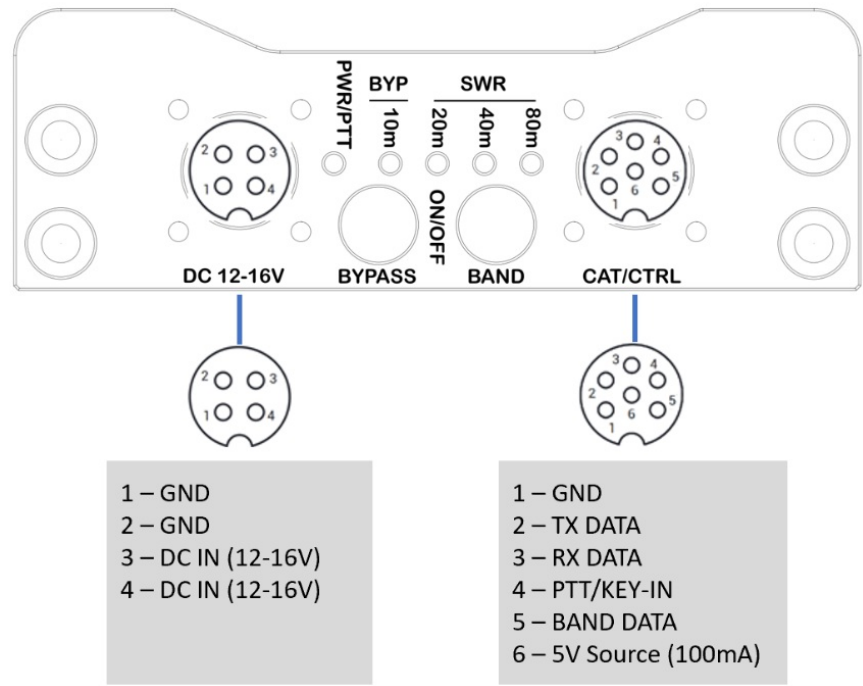 PWR/PTT
BYP
SWR
10m
20m
40m
80m
2 3
1 4
3 4
2 5
1 6
ON/OFF
DC 12-16V
BYPASS
BAND
CAT/CTRL
2 3
1 4
3 4
2 5
1 6
1 – GND
2 – GND
3 – DC IN (12-16V)
4 – DC IN (12-16V)
1 – GND
2 – TX DATA
3 – RX DATA
4 – PTT/KEY-IN
5 – BAND DATA
6 – 5V Source (100mA)